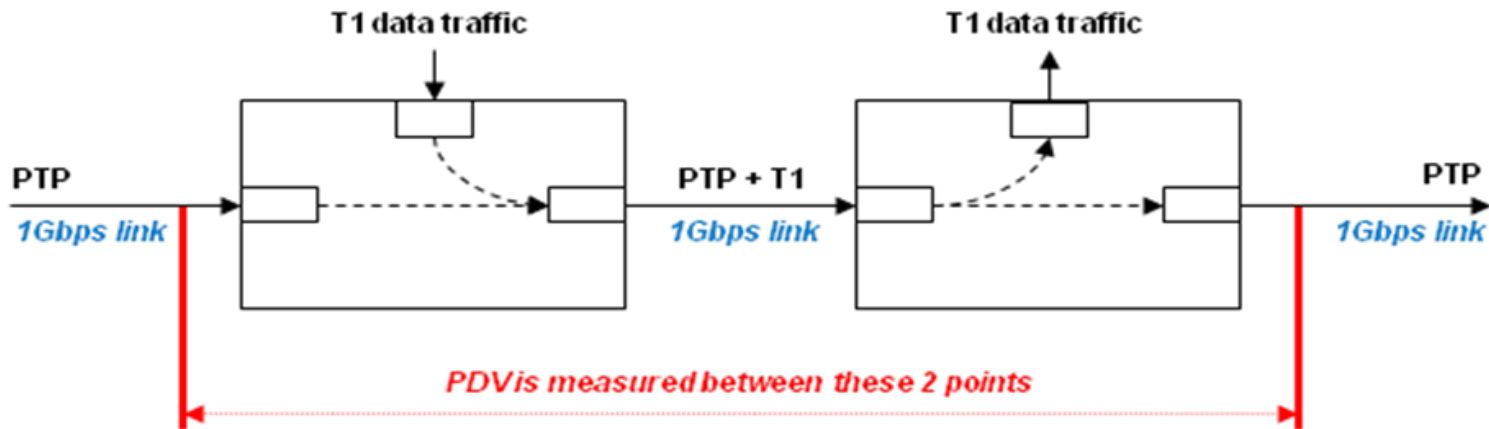 T1 data traffic
T1 data traffic
PTP
PTP + T1
PTP
1Gbps link
1Gbps link
1Gbps link
PDV is measured between these 2 points